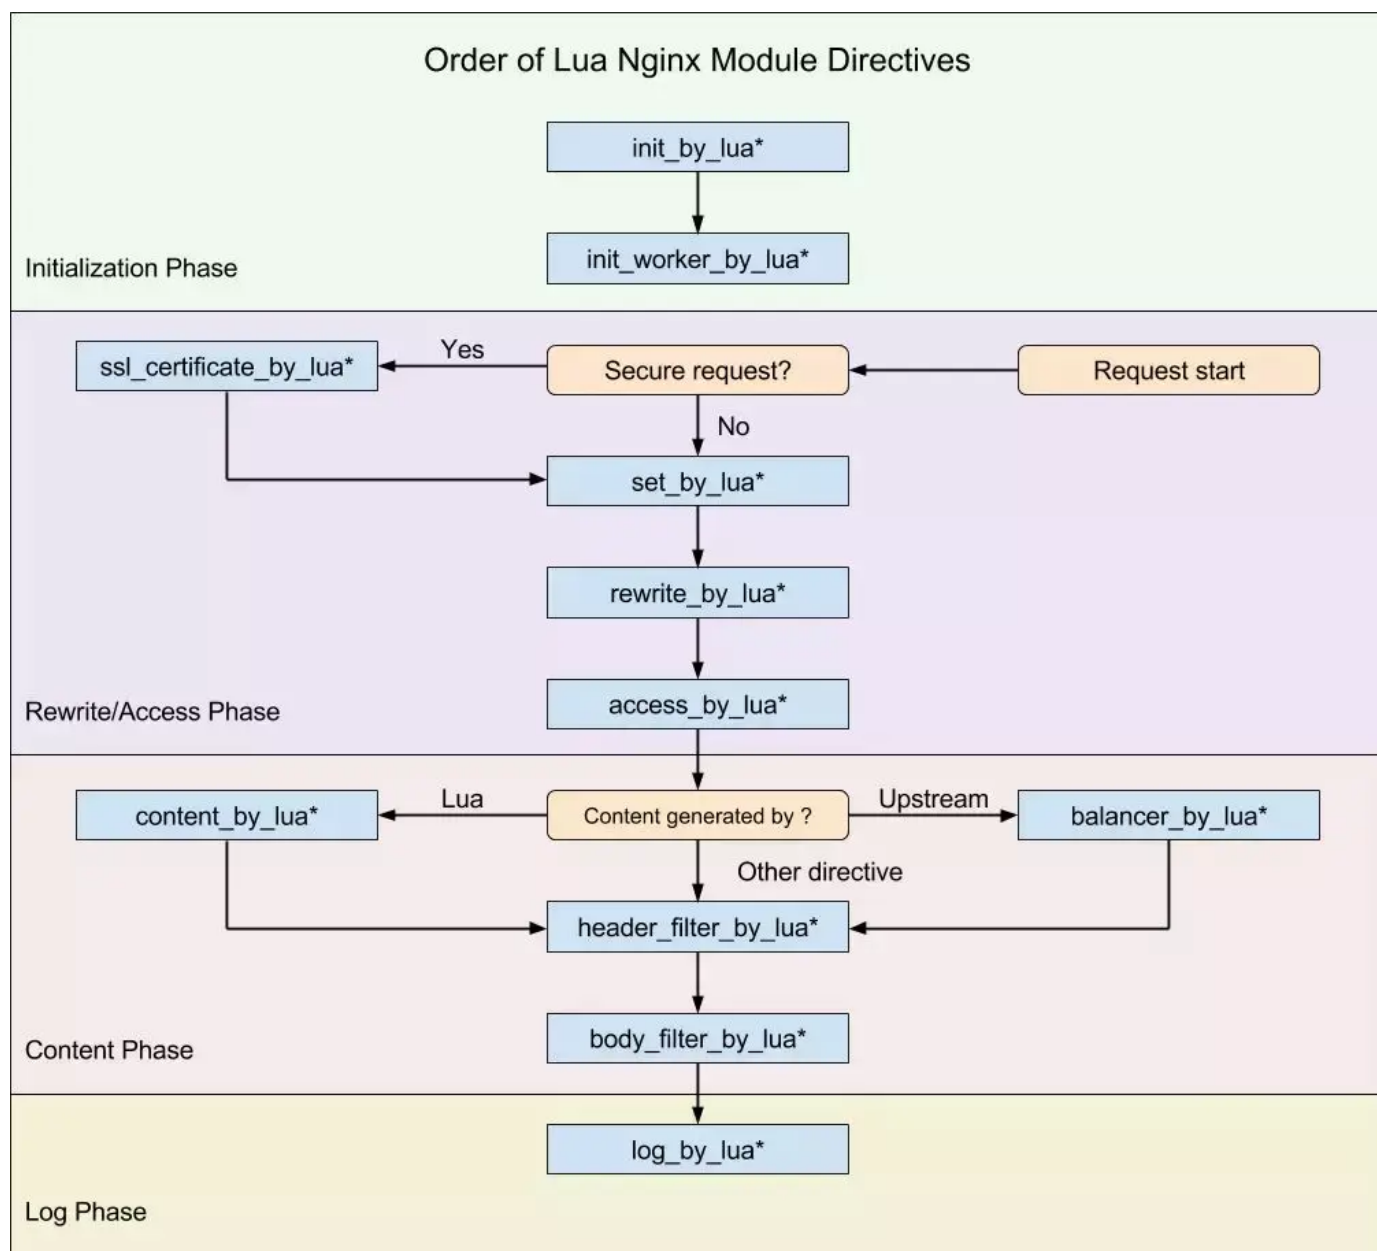 Order of Lua Nginx Module Directives
init_by_lua*
init_worker_by_lua*
Initialization Phase
ssl_certificate_by_lua*
Yes
Secure request?
Request start
No
set_by_lua*
rewrite_by_lua*
access_by_lua*
Rewrite/Access Phase
content_by_lua*
Lua
Content generated by ?
Upstream
balancer_by_lua*
Other directive
header_filter_by_lua*
body_filter_by_lua*
Content Phase
log_by_lua*
Log Phase